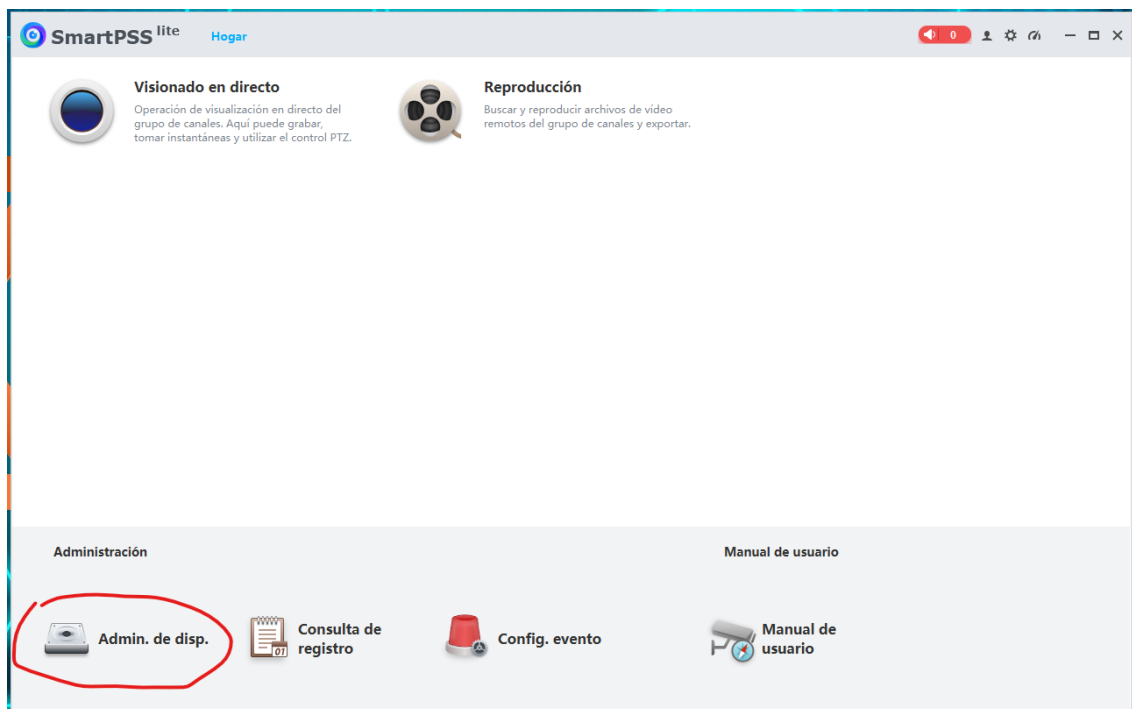 SmartPSS lite
Hogar
0
Visionado en directo
Operación de visualización en directo del
grupo de canales. Aquí puede grabar,
tomar instantáneas y utilizar el control PTZ.
Reproducción
Buscar y reproducir archivos de video
remotos del grupo de canales y exportar.
Administración
Manual de usuario
Admin. de disp.
01
Consulta de
registro
Config. evento
Manual de
usuario